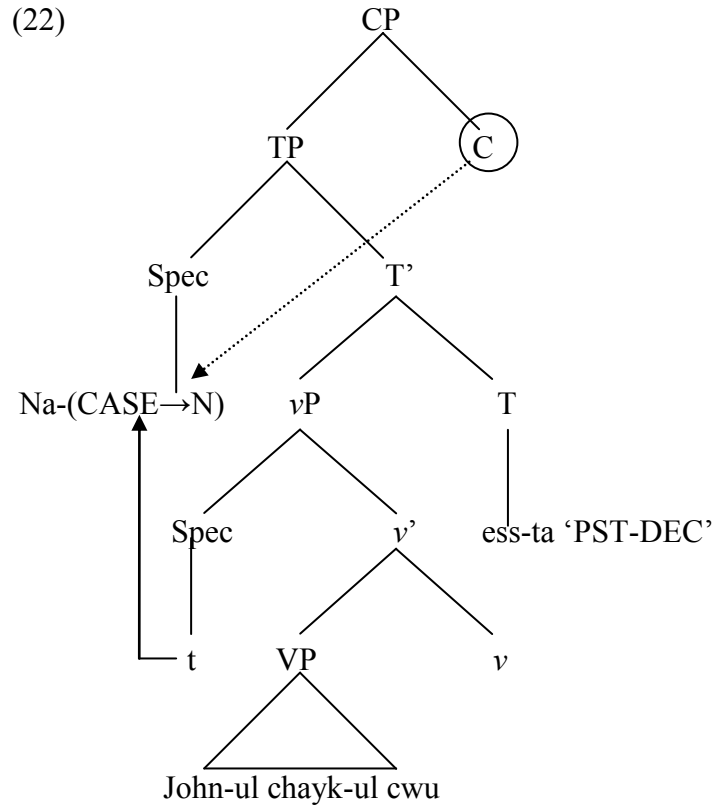 (22)
CP
TP C
Spec T’
Na-(CASE→N) vP T
Spec v’ ess-ta ‘PST-DEC’
t VP v
John-ul chayk-ul cwu